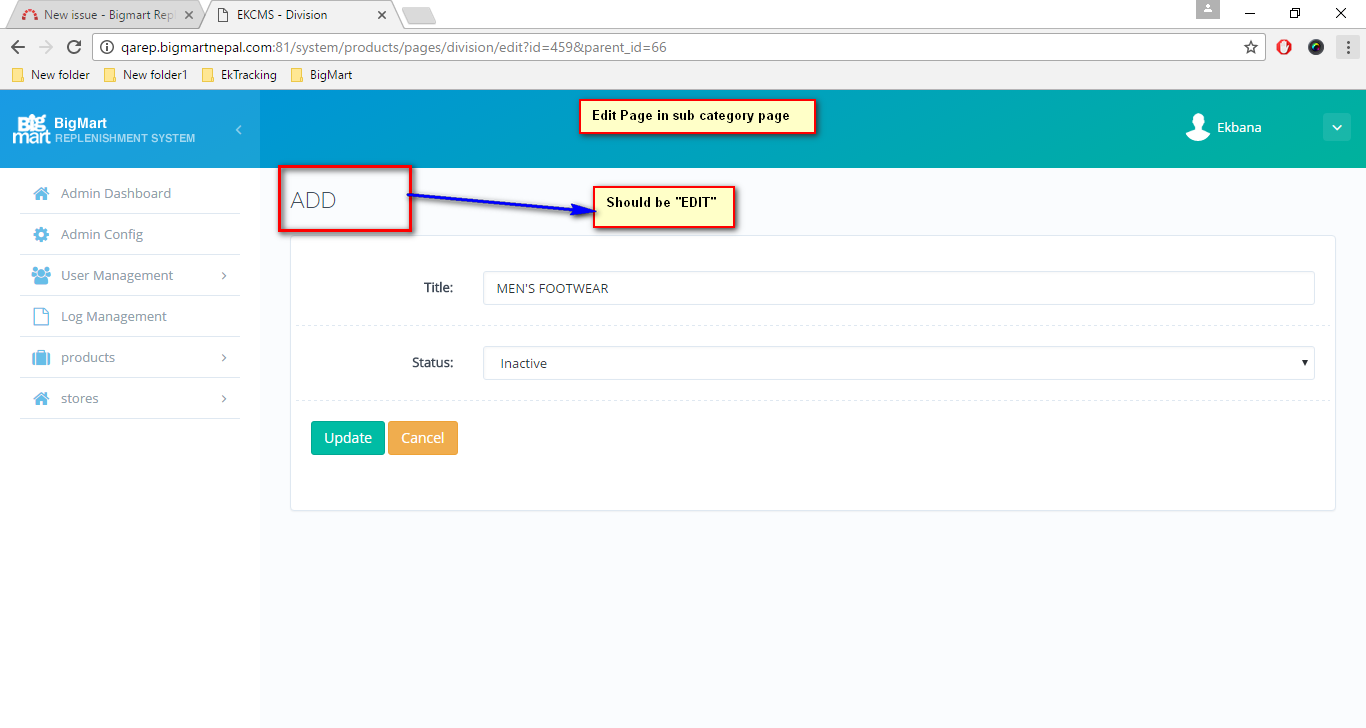 New issue - Bigmart Repl
EKCMS - Division
qarep.bigmartnepal.com:81/system/products/pages/division/edit?id=459&parent_id=66
New folder
New folder1
EkTracking
BigMart
BIG
mart
BigMart
REPLENISHMENT SYSTEM
Edit Page in sub category page
Ekbana
Admin Dashboard
Admin Config
User Management
Log Management
products
stores
ADD
Should be "EDIT"
Title:
MEN'S FOOTWEAR
Status:
Inactive
Update
Cancel